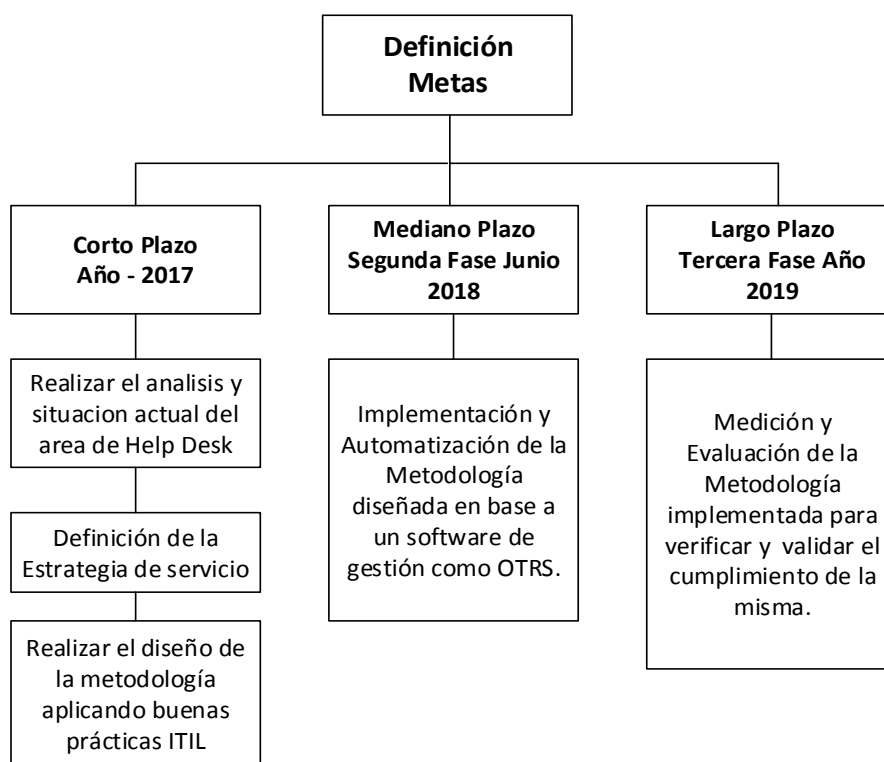 Definición
Metas
Corto Plazo
Año - 2017
Realizar el analisis y
situacion actual del
area de Help Desk
Definición de la
Estrategia de servicio
Realizar el diseño de
la metodología
aplicando buenas
prácticas ITIL
Mediano Plazo
Segunda Fase Junio
2018
Implementación y
Automatización de la
Metodología
diseñada en base a
un software de
gestión como OTRS.
Largo Plazo
Tercera Fase Año
2019
Medición y
Evaluación de la
Metodología
implementada para
verificar y  validar el
cumplimiento de la
misma.